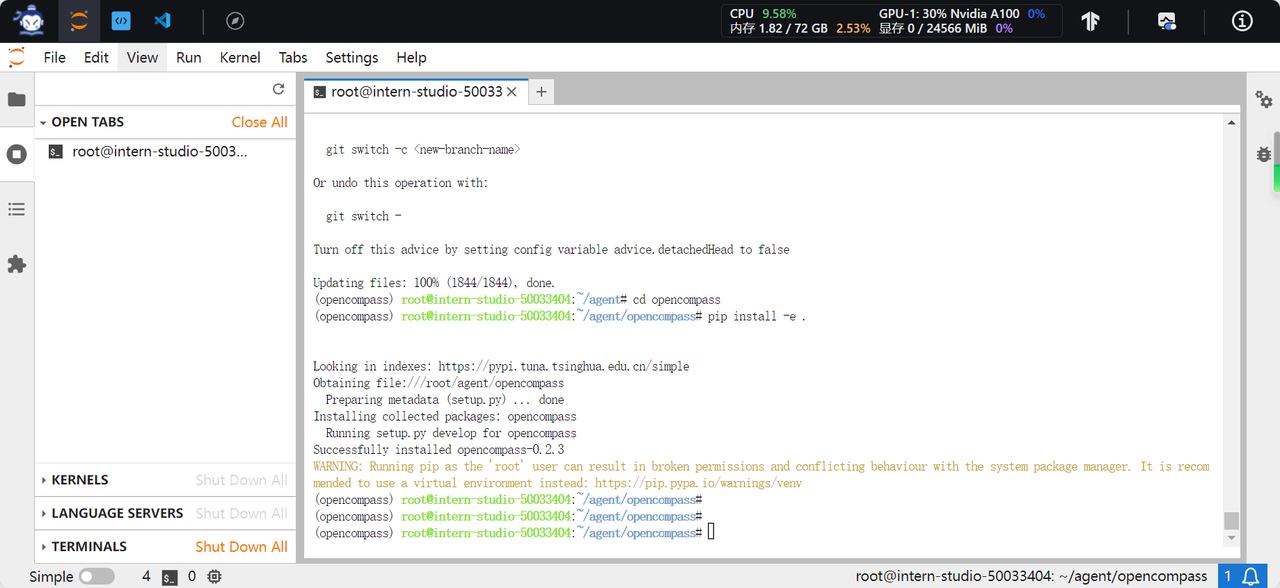 CPU 9.58% GPU-1: 30% Nvidia A100 0%
内存 1.82 / 72 GB 2.53% 显存 0 / 24566 MiB 0%
File Edit View Run Kernel Tabs Settings Help
root@intern-studio-50033
OPEN TABS Close All
root@intern-studio-5003...
git switch -c <new-branch-name>
Or undo this operation with:
git switch -
Turn off this advice by setting config variable advice.detachedHead to false
Updating files: 100% (1844/1844), done.
(opencompass) root@intern-studio-50033404:~/agent# cd opencompass
(opencompass) root@intern-studio-50033404:~/agent/opencompass# pip install -e .
Looking in indexes: https://pypi.tuna.tsinghua.edu.cn/simple
Obtaining file:///root/agent/opencompass
Preparing metadata (setup.py) ... done
Installing collected packages: opencompass
Running setup.py develop for opencompass
Successfully installed opencompass-0.2.3
WARNING: Running pip as the 'root' user can result in broken permissions and conflicting behaviour with the system package manager. It is recom
mended to use a virtual environment instead: https://pip.pypa.io/warnings/venv
(opencompass) root@intern-studio-50033404:~/agent/opencompass#
(opencompass) root@intern-studio-50033404:~/agent/opencompass#
(opencompass) root@intern-studio-50033404:~/agent/opencompass#
KERNELS Shut Down All
LANGUAGE SERVERS Shut Down All
TERMINALS Shut Down All
Simple 4 0 root@intern-studio-50033404: ~/agent/opencompass 1